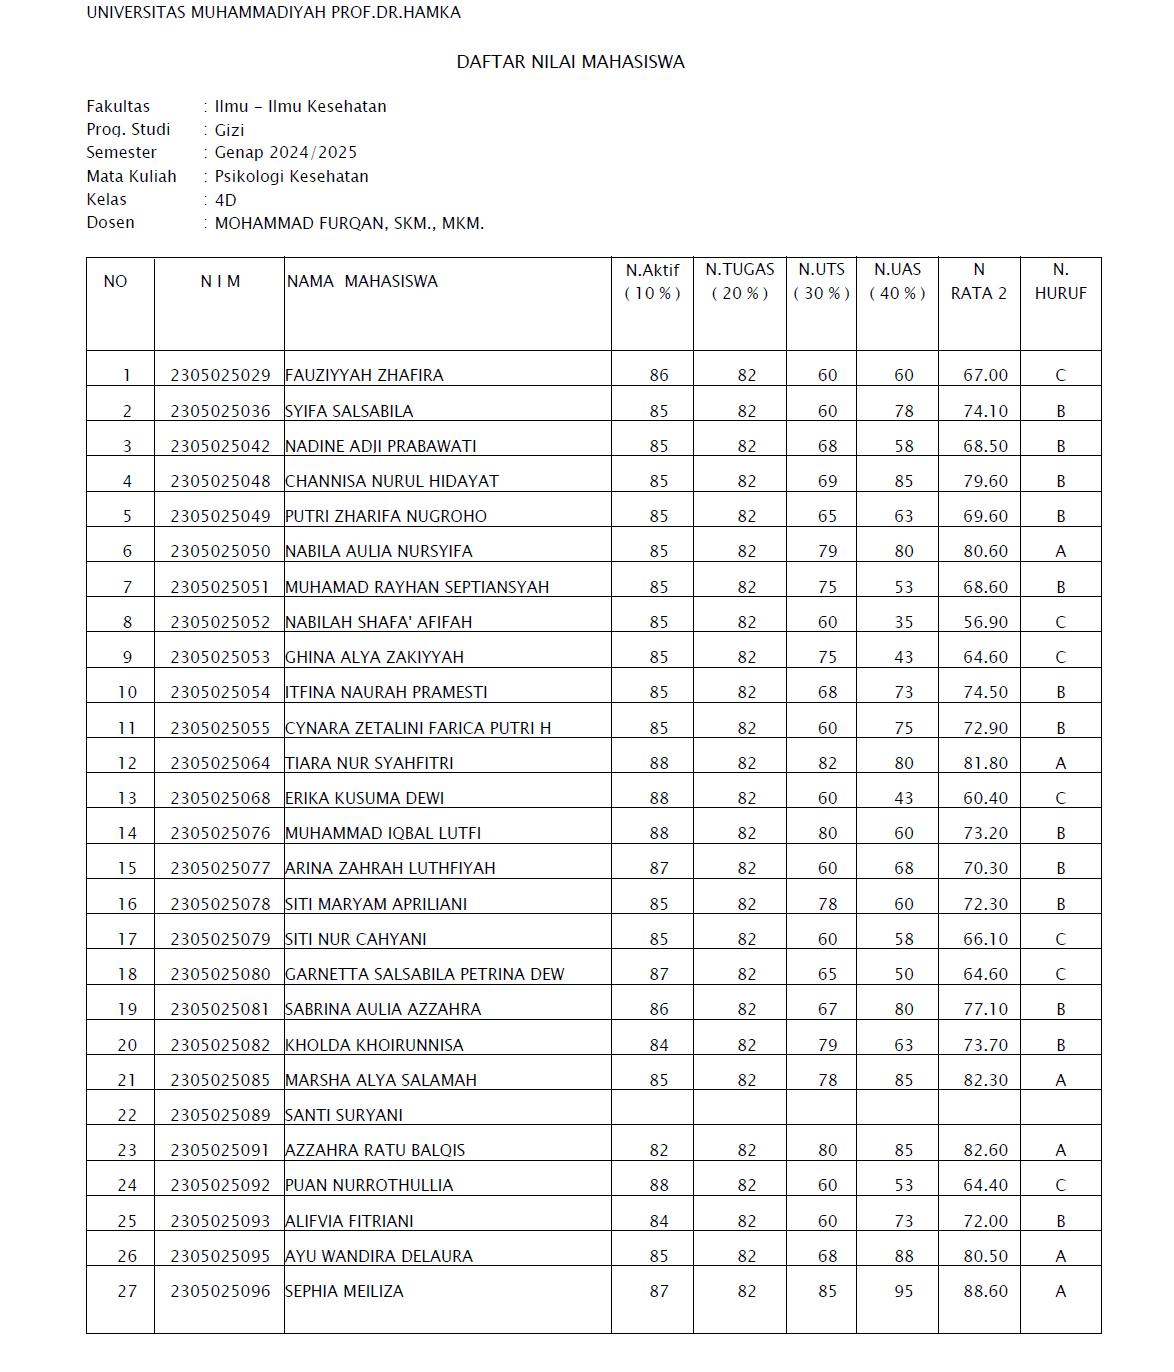 UNIVERSITAS MUHAMMADIYAH PROF.DR.HAMKA
DAFTAR NILAI MAHASISWA
Fakultas : Ilmu - Ilmu Kesehatan
Prog. Studi : Gizi
Semester : Genap 2024/2025
Mata Kuliah : Psikologi Kesehatan
Kelas : 4D
Dosen : MOHAMMAD FURQAN, SKM., MKM.
NO N I M NAMA MAHASISWA N.Aktif N.TUGAS N.UTS N.UAS N N.
( 10 % ) ( 20 % ) ( 30 % ) ( 40 % ) RATA 2 HURUF
1 2305025029 FAUZIYYAH ZHAFIRA 86 82 60 60 67.00 C
2 2305025036 SYIFA SALSABILA 85 82 60 78 74.10 B
3 2305025042 NADINE ADJI PRABAWATI 85 82 68 58 68.50 B
4 2305025048 CHANNISA NURUL HIDAYAT 85 82 69 85 79.60 B
5 2305025049 PUTRI ZHARIFA NUGROHO 85 82 65 63 69.60 B
6 2305025050 NABILA AULIA NURSYIFA 85 82 79 80 80.60 A
7 2305025051 MUHAMAD RAYHAN SEPTIANSYAH 85 82 75 53 68.60 B
8 2305025052 NABILAH SHAFA' AFIFAH 85 82 60 35 56.90 C
9 2305025053 GHINA ALYA ZAKIYYAH 85 82 75 43 64.60 C
10 2305025054 ITFINA NAURAH PRAMESTI 85 82 68 73 74.50 B
11 2305025055 CYNARA ZETALINI FARICA PUTRI H 85 82 60 75 72.90 B
12 2305025064 TIARA NUR SYAHFITRI 88 82 82 80 81.80 A
13 2305025068 ERIKA KUSUMA DEWI 88 82 60 43 60.40 C
14 2305025076 MUHAMMAD IQBAL LUTFI 88 82 80 60 73.20 B
15 2305025077 ARINA ZAHRAH LUTHFIYAH 87 82 60 68 70.30 B
16 2305025078 SITI MARYAM APRILIANI 85 82 78 60 72.30 B
17 2305025079 SITI NUR CAHYANI 85 82 60 58 66.10 C
18 2305025080 GARNETTA SALSABILA PETRINA DEW 87 82 65 50 64.60 C
19 2305025081 SABRINA AULIA AZZAHRA 86 82 67 80 77.10 B
20 2305025082 KHOLDA KHOIRUNNISA 84 82 79 63 73.70 B
21 2305025085 MARSHA ALYA SALAMAH 85 82 78 85 82.30 A
22 2305025089 SANTI SURYANI
23 2305025091 AZZAHRA RATU BALQIS 82 82 80 85 82.60 A
24 2305025092 PUAN NURROTHULLIA 88 82 60 53 64.40 C
25 2305025093 ALIFVIA FITRIANI 84 82 60 73 72.00 B
26 2305025095 AYU WANDIRA DELAURA 85 82 68 88 80.50 A
27 2305025096 SEPHIA MEILIZA 87 82 85 95 88.60 A